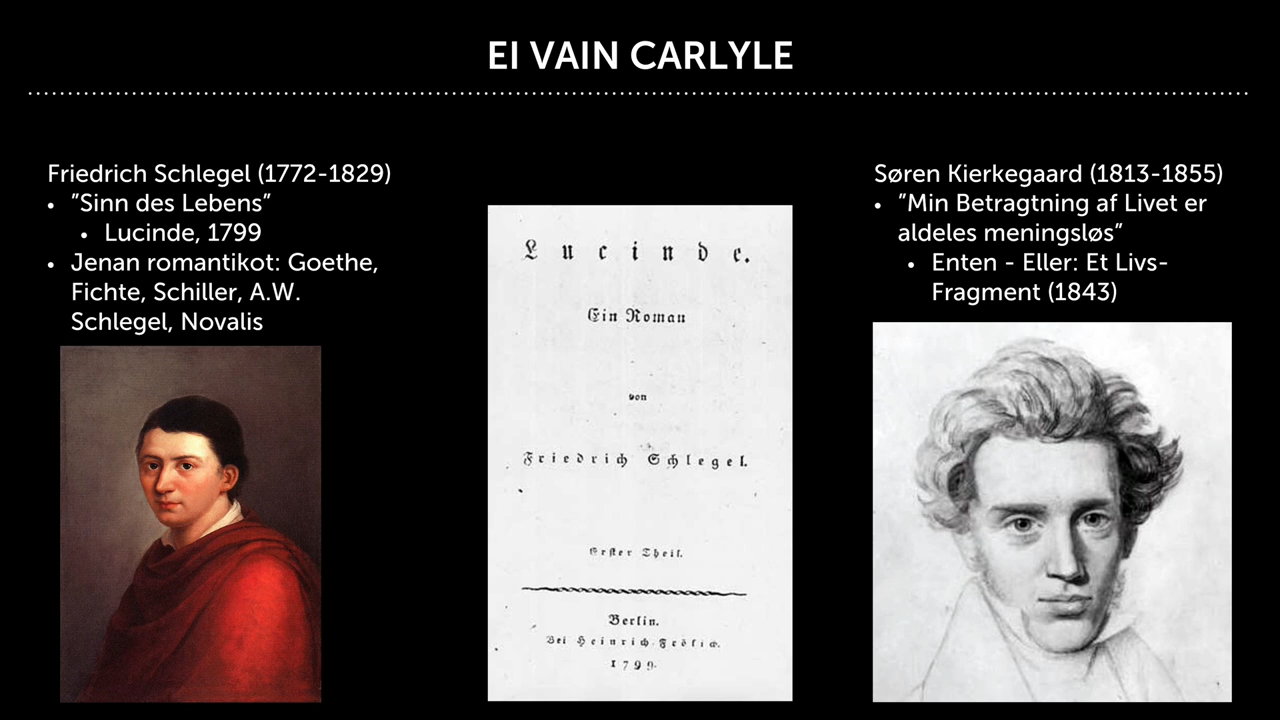 EI VAIN CARLYLE
Friedrich Schlegel (1772-1829)
• ”Sinn des Lebens”
• Lucinde, 1799
• Jenan romantikot: Goethe,
Fichte, Schiller, A.W.
Schlegel, Novalis
Lucinde.
Ein Roman
von
Friedrich Schlegel.
Erster Theil.
Berlin.
Bei Heinrich Frölich.
1799.
Søren Kierkegaard (1813-1855)
• ”Min Betragtning af Livet er
aldeles meningsløs”
• Enten - Eller: Et Livs-
Fragment (1843)